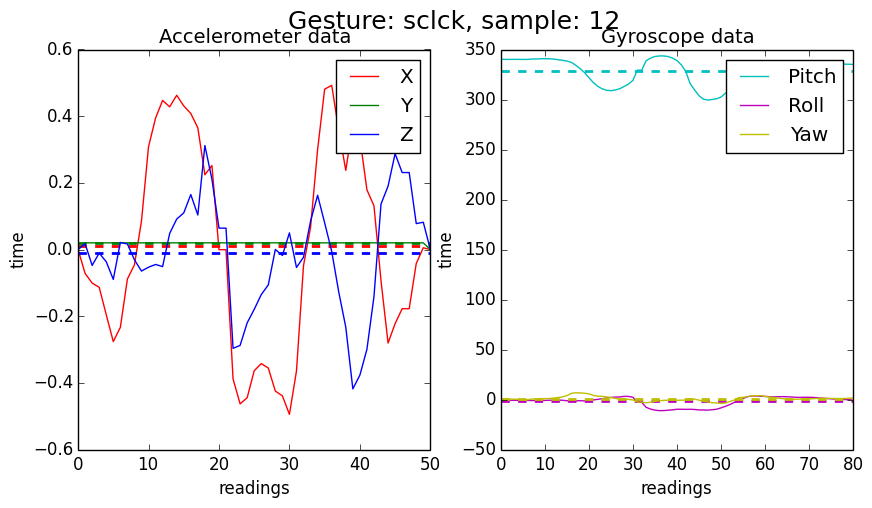 Gesture: sclck, sample: 12
Accelerometer data
0.6
0.4
0.2
0.0
−0.2
−0.4
−0.6
time
0 10 20 30 40 50
readings
X
Y
Z
Gyroscope data
350
300
250
200
150
100
50
0
−50
time
0 10 20 30 40 50 60 70 80
readings
Pitch
Roll
Yaw